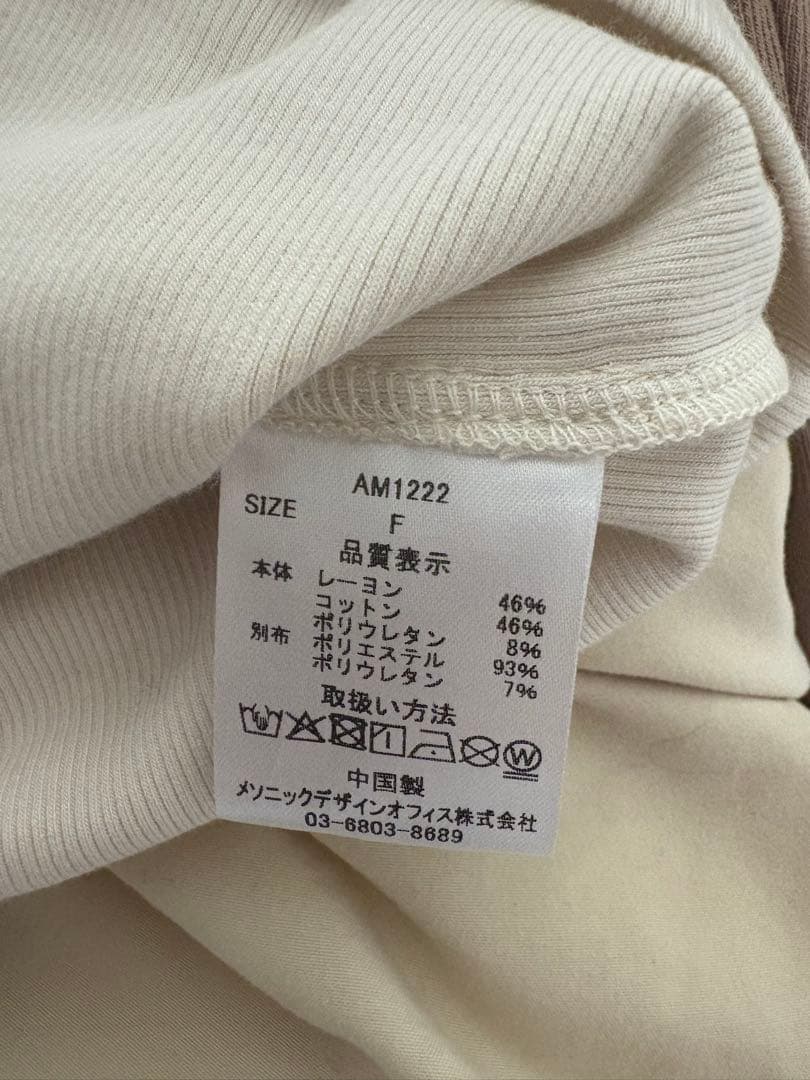 AM1222
SIZE F
品質表示
本体 レーヨン 46%
コットン 46%
ポリウレタン 8%
別布 ポリエステル 93%
ポリウレタン 7%
取扱い方法
W
中国製
メソニックデザインオフィス株式会社
03-6803-8689